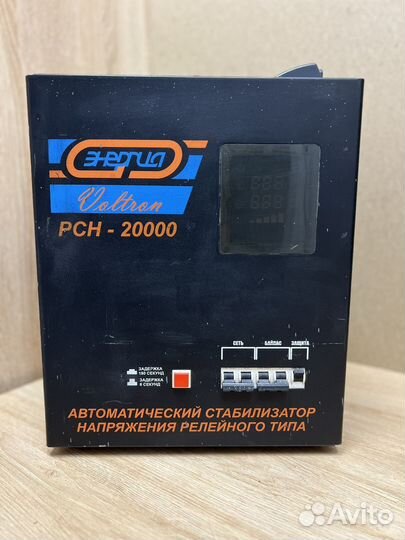 энергия
Voltron
РСН - 20000
СЕТЬ БАЙПАС ЗАЩИТА
ЗАДЕРЖКА
180 СЕКУНД
ЗАДЕРЖКА
6 СЕКУНД
АВТОМАТИЧЕСКИЙ СТАБИЛИЗАТОР
НАПРЯЖЕНИЯ РЕЛЕЙНОГО ТИПА
Avito